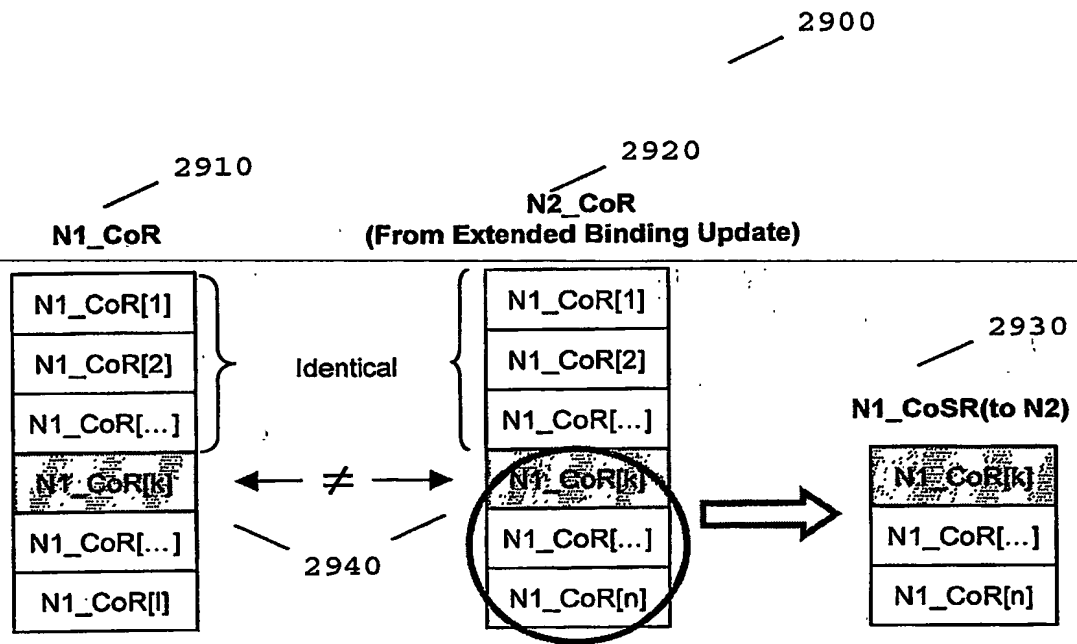 2900
2910
2920
N1_CoR
N2_CoR
(From Extended Binding Update)
2930
N1_CoSR(to N2)
N1_CoR[1]
N1_CoR[2]
N1_CoR[...]
N1_CoR[k]
N1_CoR[...]
N1_CoR[l]
Identical
≠
2940
N1_CoR[1]
N1_CoR[2]
N1_CoR[...]
N1_CoR[k]
N1_CoR[...]
N1_CoR[n]
N1_CoR[k]
N1_CoR[...]
N1_CoR[n]